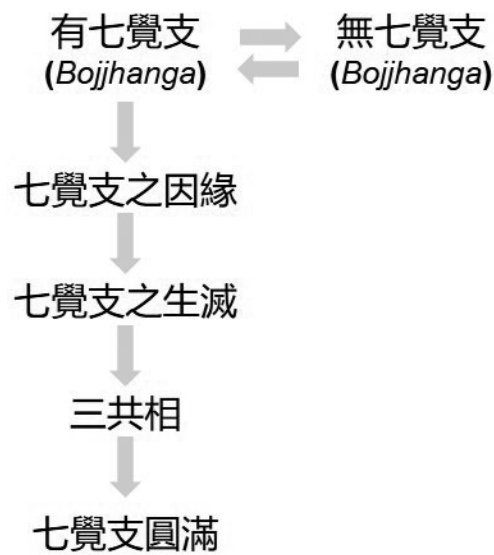 有七覺支 無七覺支
(Bojjhanga) (Bojjhanga)
七覺支之因緣
七覺支之生滅
三共相
七覺支圓滿